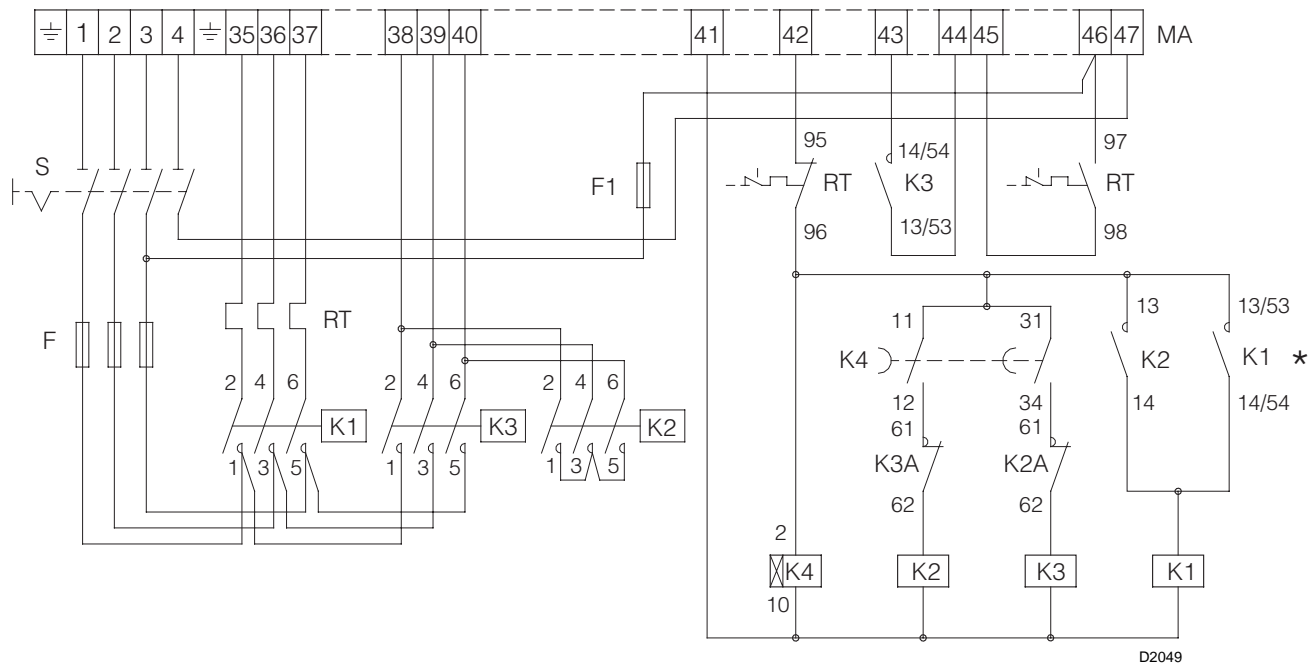 1 2 3 4 35 36 37 38 39 40 41 42 43 44 45 46 47 MA
95 14/54 97
S F1 RT K3 RT
96 13/53 98
RT 11 31 13 13/53
F K4 K2 K1 *
2 4 6 2 4 6 2 4 6 12 34 14 14/54
K1 K3 K2 61 61
1 3 5 1 3 5 1 3 5 K3A K2A
62 62
2
K4 K2 K3 K1
10
D2049